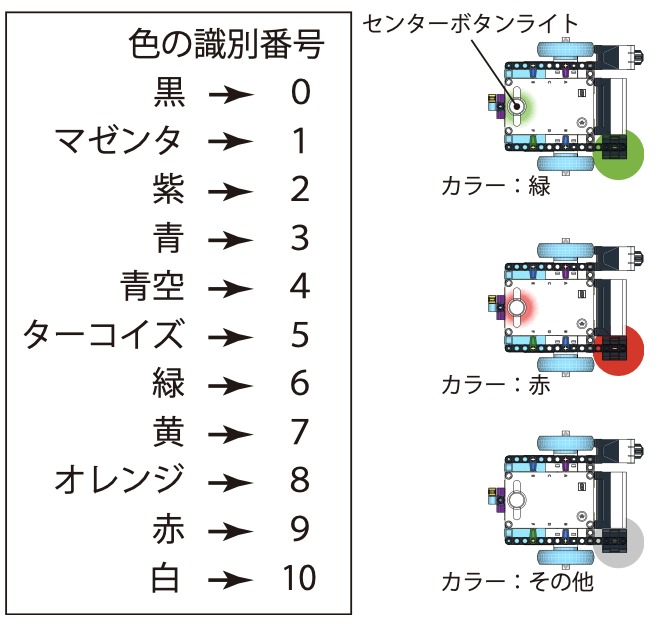 色の識別番号
黒 → 0
マゼンタ → 1
紫 → 2
青 → 3
青空 → 4
ターコイズ → 5
緑 → 6
黄 → 7
オレンジ → 8
赤 → 9
白 → 10
センターボタンライト
カラー：緑
カラー：赤
カラー：その他